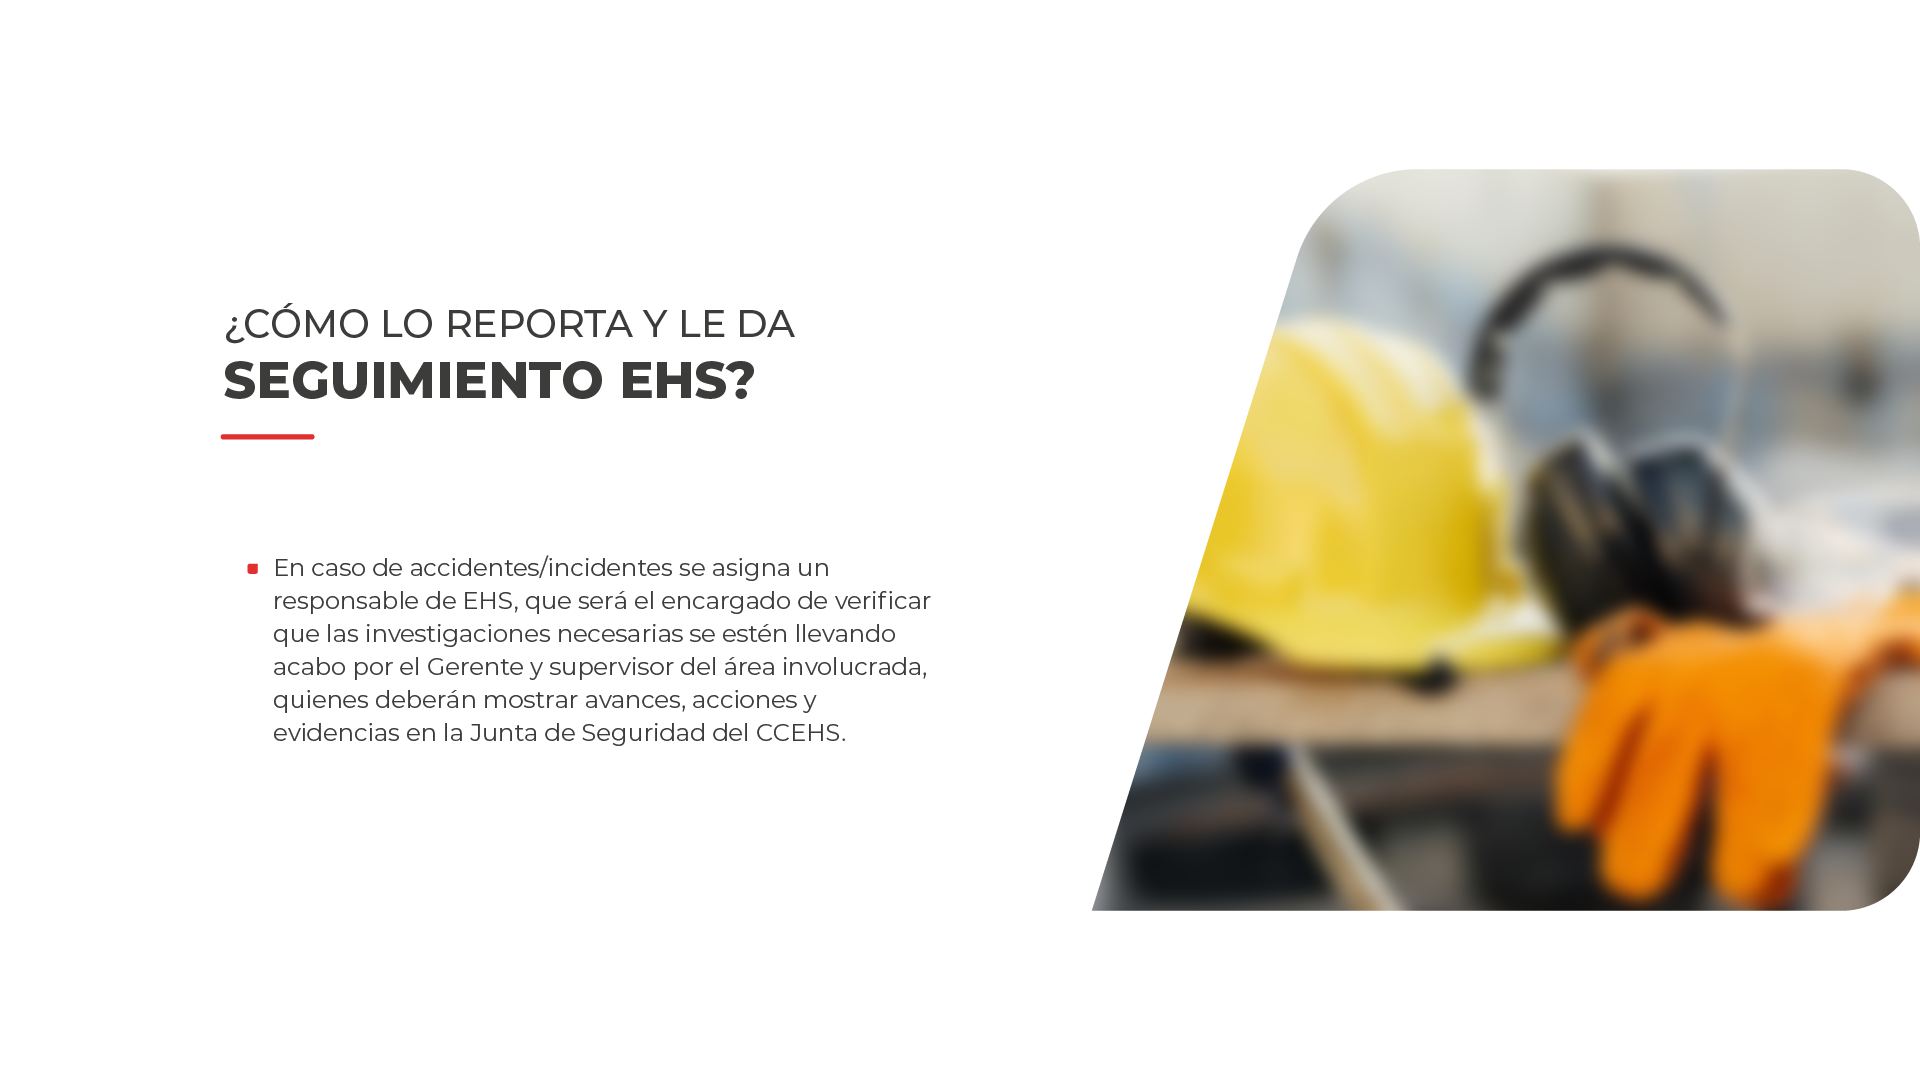 ¿CÓMO LO REPORTA Y LE DA
SEGUIMIENTO EHS?
En caso de accidentes/incidentes se asigna un
responsable de EHS, que será el encargado de verificar
que las investigaciones necesarias se estén llevando
acabo por el Gerente y supervisor del área involucrada,
quienes deberán mostrar avances, acciones y
evidencias en la Junta de Seguridad del CCEHS.